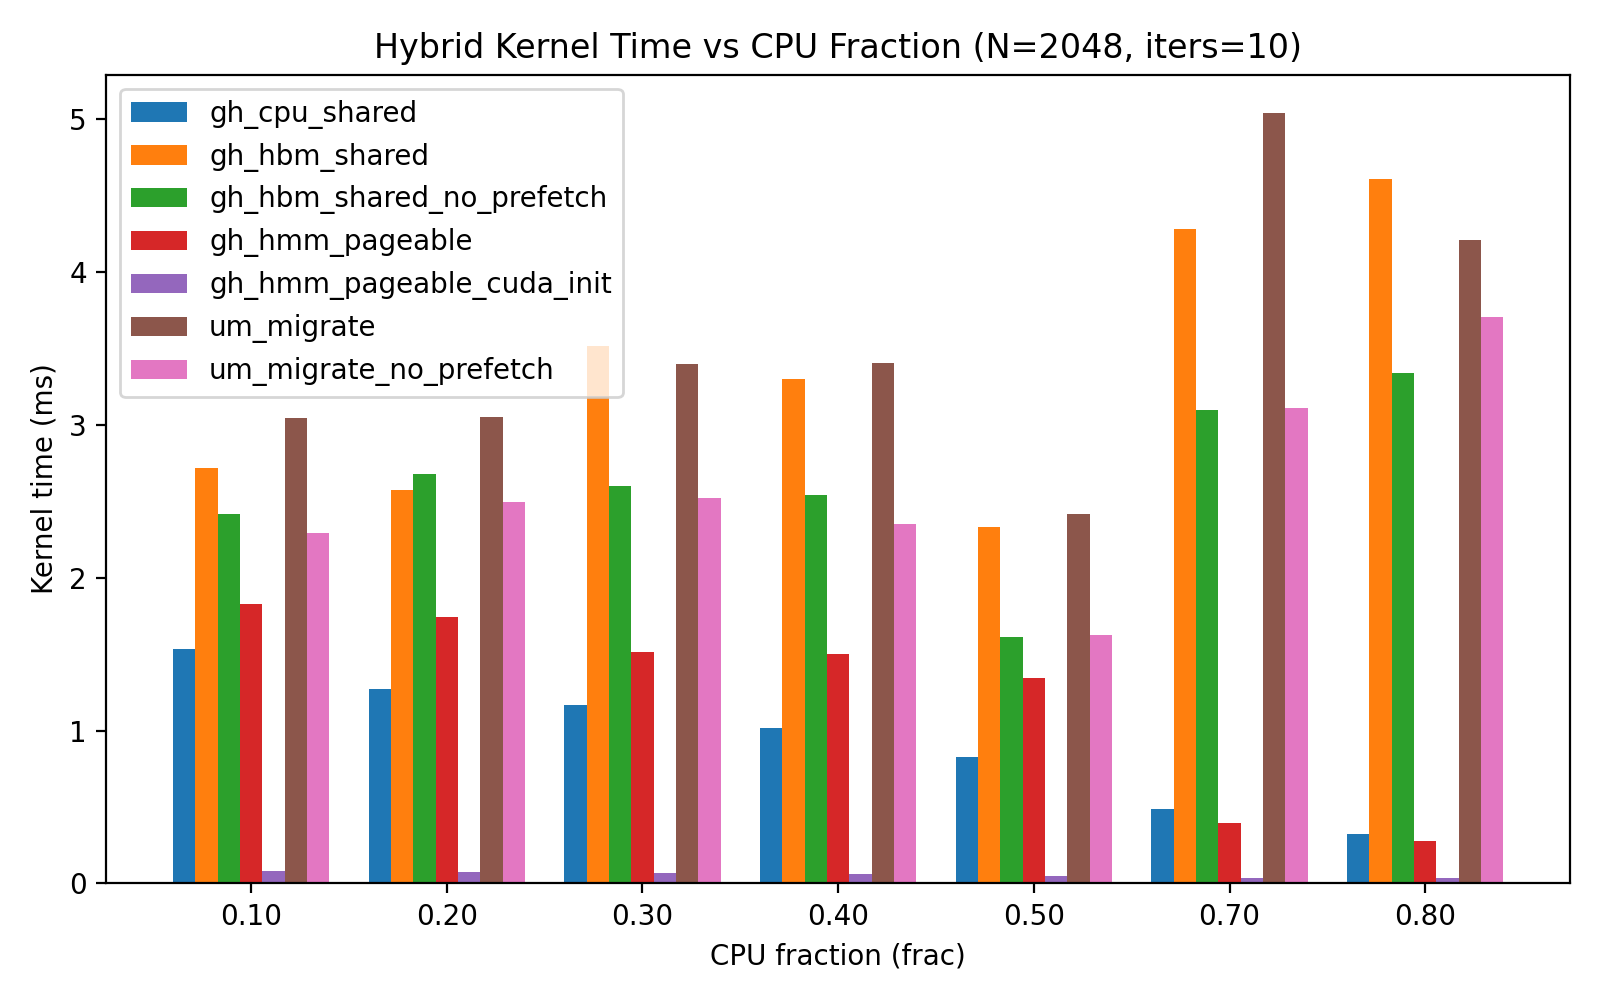 Hybrid Kernel Time vs CPU Fraction (N=2048, iters=10)
gh_cpu_shared
gh_hbm_shared
gh_hbm_shared_no_prefetch
gh_hmm_pageable
gh_hmm_pageable_cuda_init
um_migrate
um_migrate_no_prefetch
Kernel time (ms)
5
4
3
2
1
0
0.10 0.20 0.30 0.40 0.50 0.70 0.80
CPU fraction (frac)